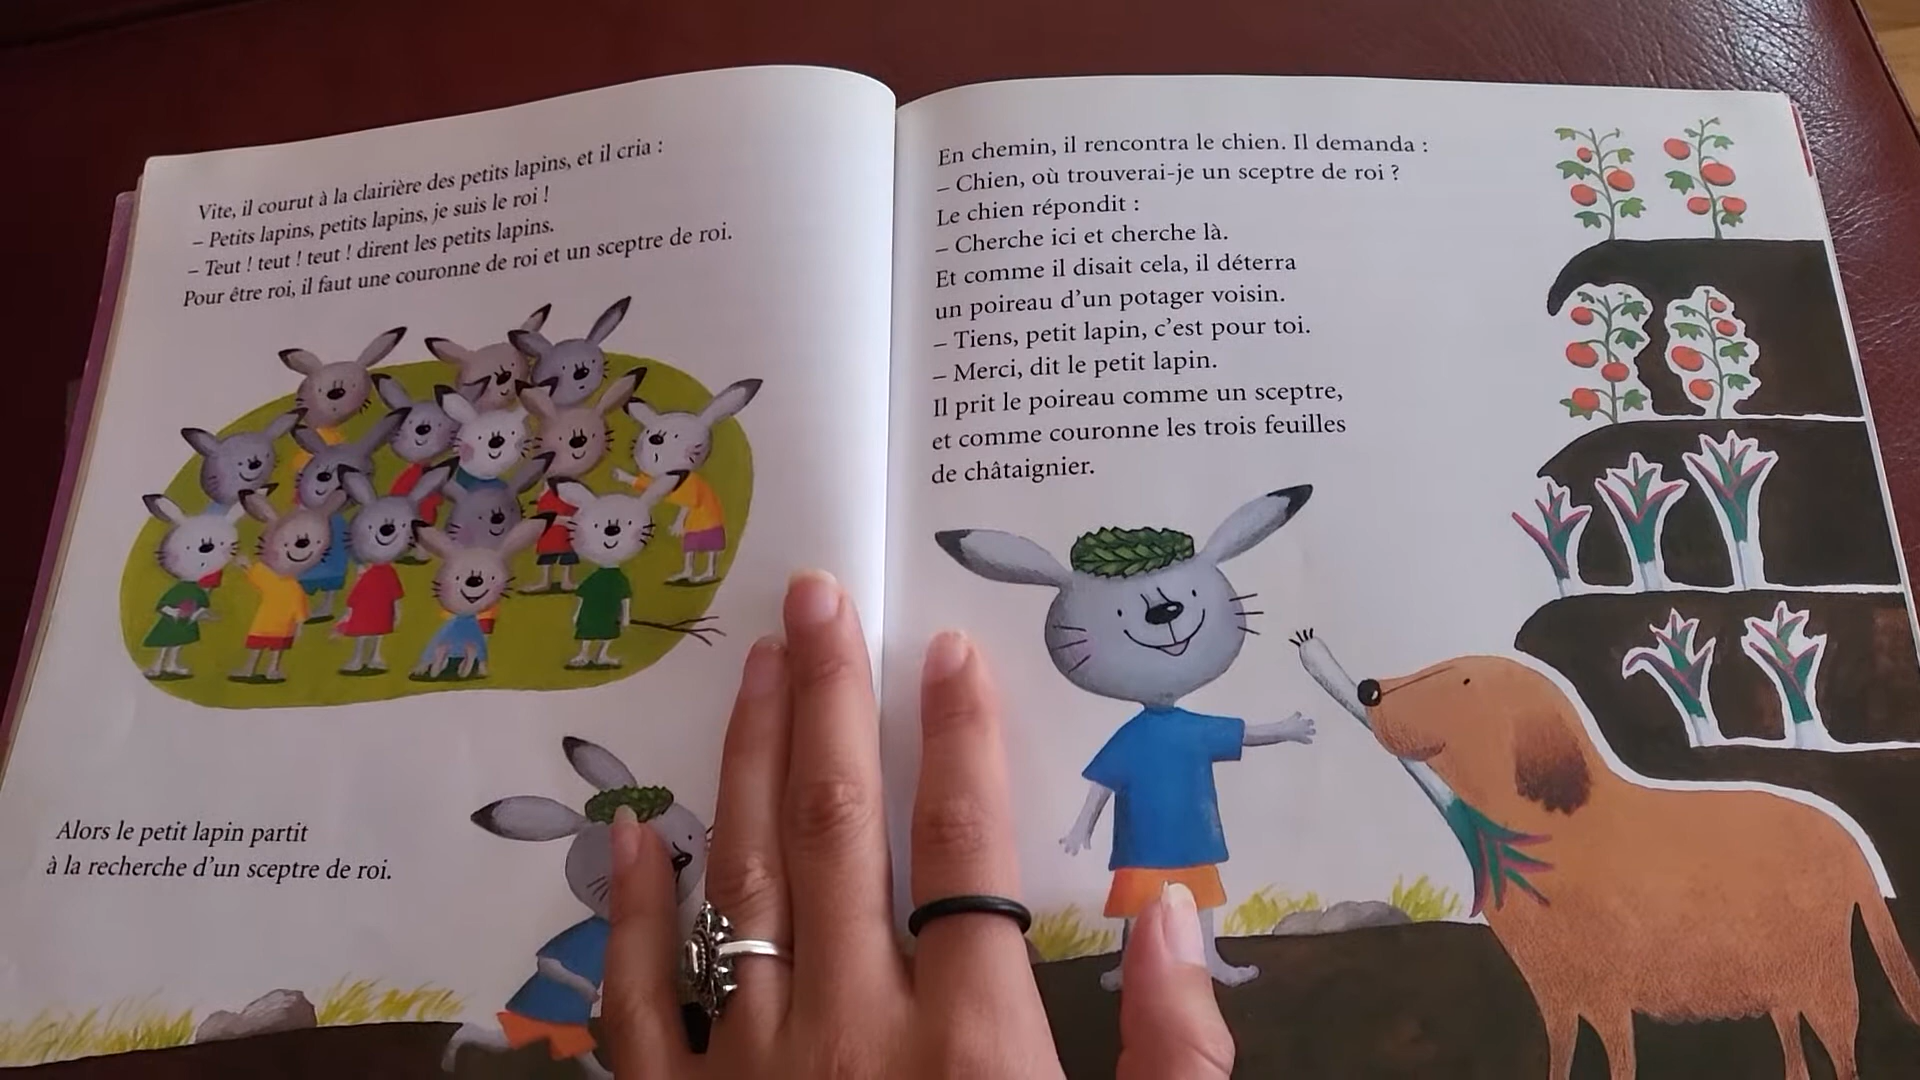 Vite, il courut à la clairière des petits lapins, et il cria :
– Petits lapins, petits lapins, je suis le roi !
– Teut ! teut ! teut ! dirent les petits lapins.
Pour être roi, il faut une couronne de roi et un sceptre de roi.
Alors le petit lapin partit
à la recherche d’un sceptre de roi.
En chemin, il rencontra le chien. Il demanda :
– Chien, où trouverai-je un sceptre de roi ?
Le chien répondit :
– Cherche ici et cherche là.
Et comme il disait cela, il déterra
un poireau d’un potager voisin.
– Tiens, petit lapin, c’est pour toi.
– Merci, dit le petit lapin.
Il prit le poireau comme un sceptre,
et comme couronne les trois feuilles
de châtaignier.